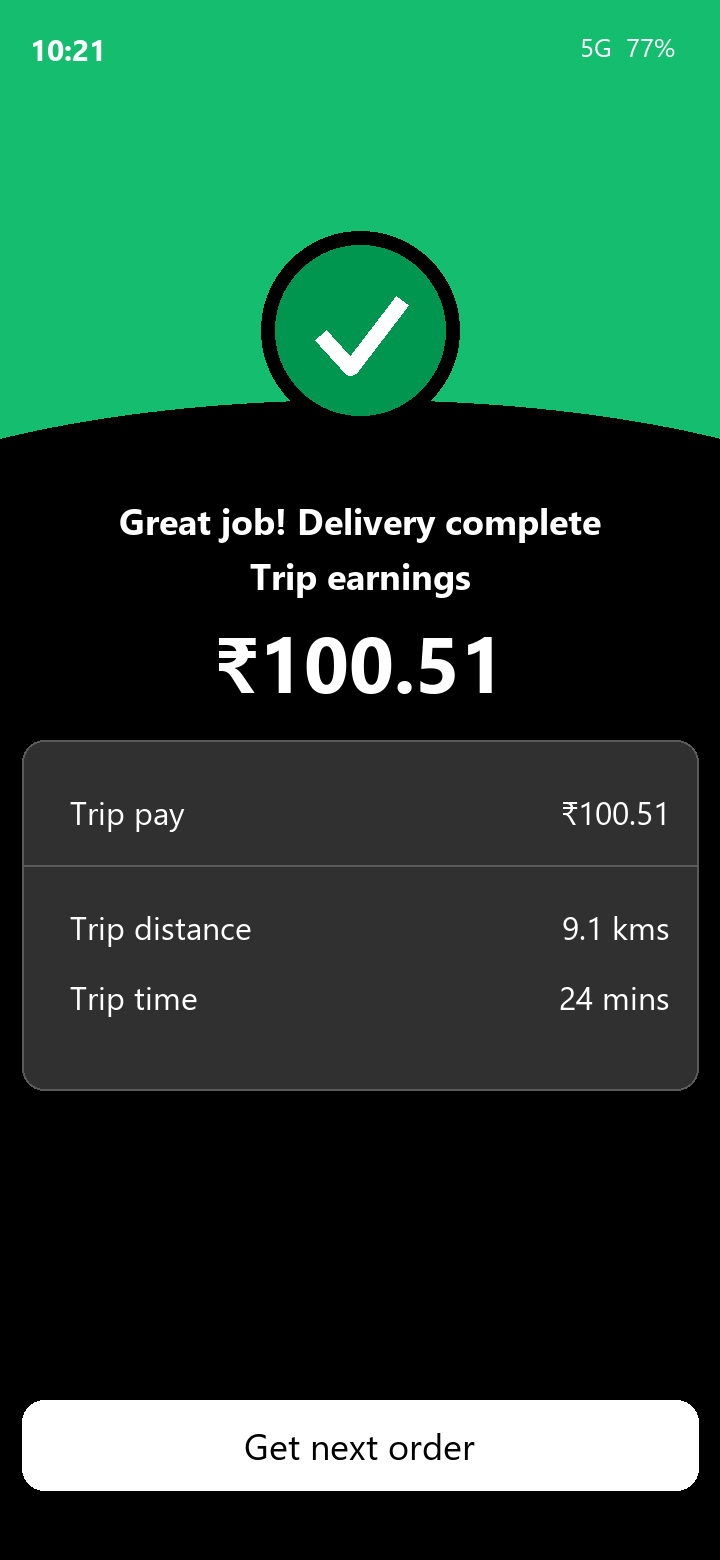 10:21 5G 77%
Great job! Delivery complete
Trip earnings
₹100.51
Trip pay ₹100.51
Trip distance 9.1 kms
Trip time 24 mins
Get next order